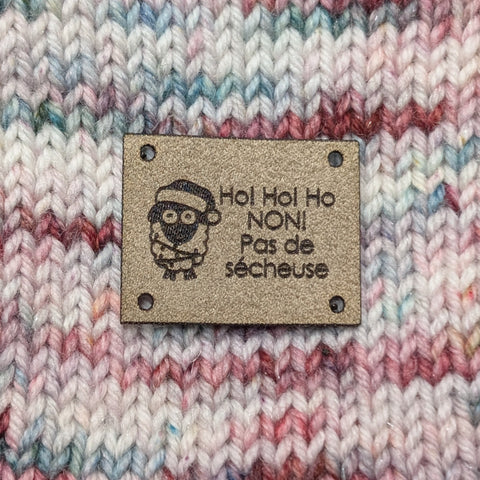 Ho! Ho! Ho
NON!
Pas de
sécheuse